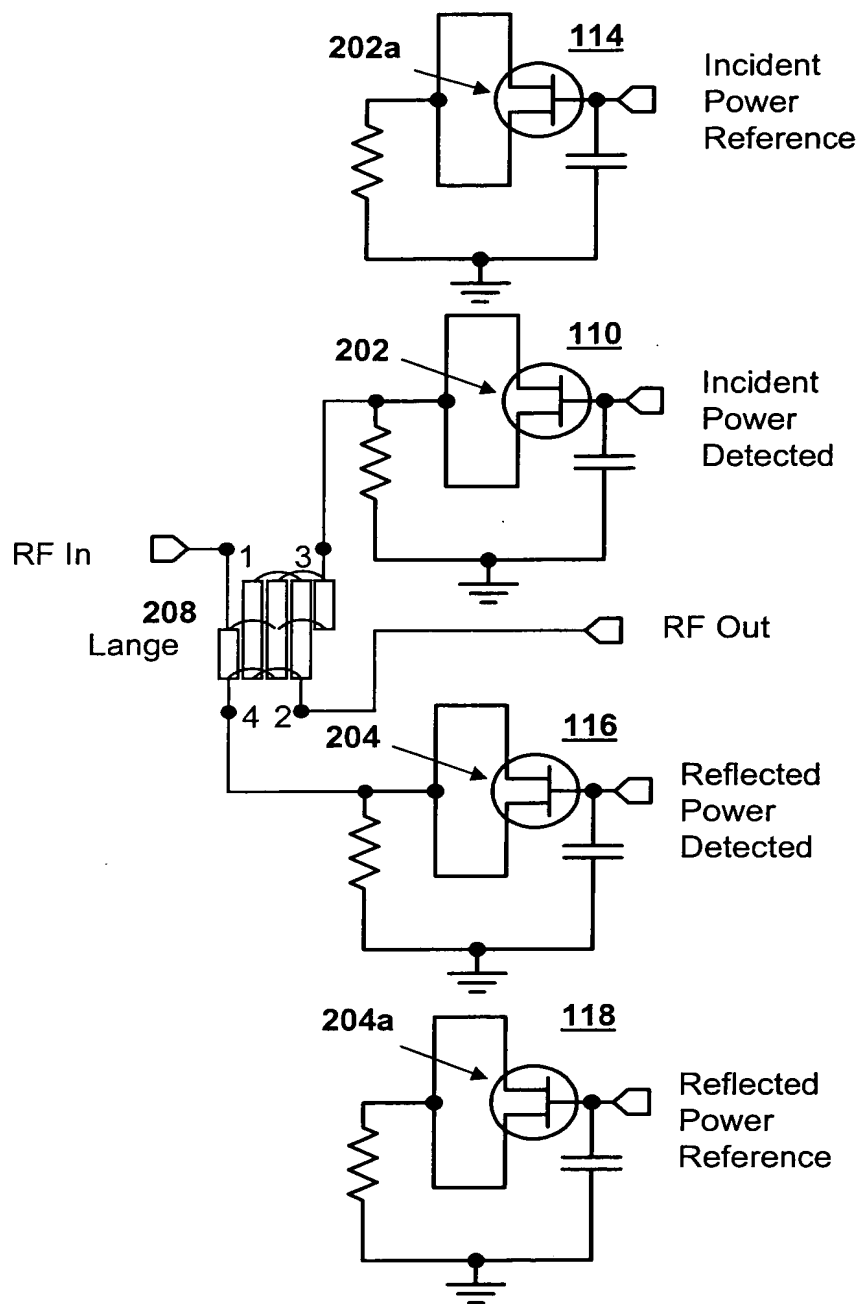 202a
114
Incident
Power
Reference
202
110
Incident
Power
Detected
RF In
1
3
208
Lange
RF Out
4
2
204
116
Reflected
Power
Detected
204a
118
Reflected
Power
Reference